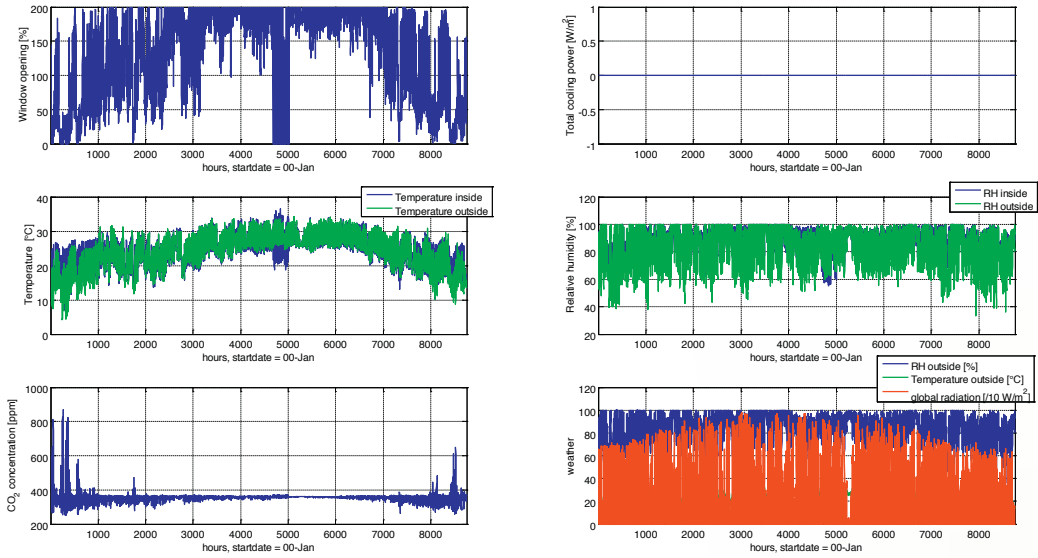 200
150
100
50
0
Window opening [%]
1000 2000 3000 4000 5000 6000 7000 8000
hours, startdate = 00-Jan
1
0.5
0
-0.5
-1
Total cooling power [W/m²]
1000 2000 3000 4000 5000 6000 7000 8000
hours, startdate = 00-Jan
Temperature inside
Temperature outside
40
30
20
10
0
Temperature [°C]
1000 2000 3000 4000 5000 6000 7000 8000
hours, startdate = 00-Jan
RH inside
RH outside
120
100
80
60
40
20
Relative humidity [%]
1000 2000 3000 4000 5000 6000 7000 8000
hours, startdate = 00-Jan
1000
800
600
400
200
CO₂ concentration [ppm]
1000 2000 3000 4000 5000 6000 7000 8000
hours, startdate = 00-Jan
RH outside [%]
Temperature outside [°C]
global radiation [/10 W/m²]
120
100
80
60
40
20
0
weather
1000 2000 3000 4000 5000 6000 7000 8000
hours, startdate = 00-Jan